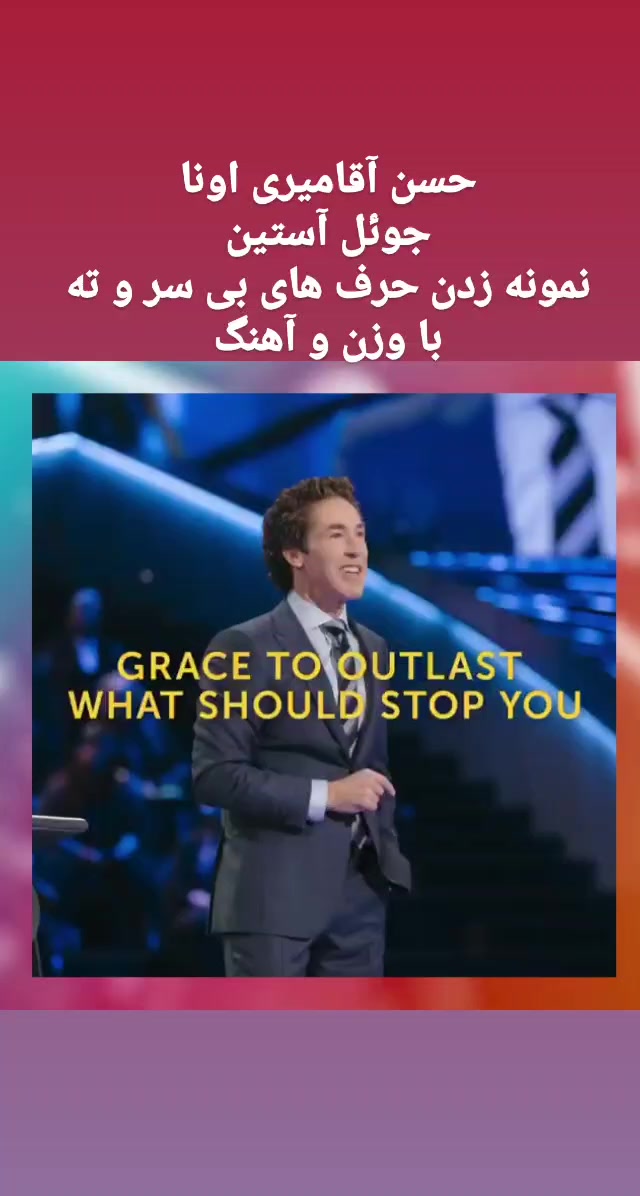 حسن آقامیری اونا
جوئل آستین
نمونه زدن حرف های بی سر و ته
با وزن و آهنگ
GRACE TO OUTLAST
WHAT SHOULD STOP YOU